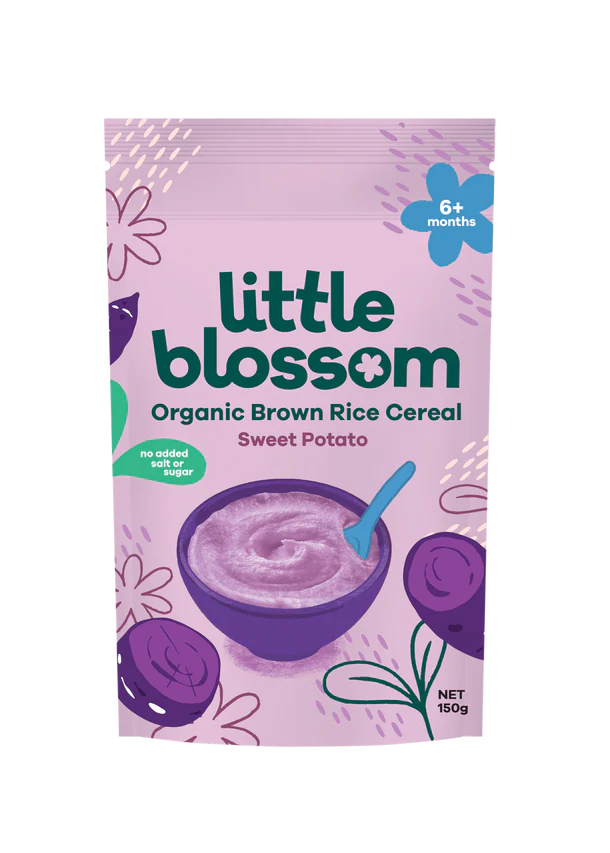 6+
months
little
blossom
Organic Brown Rice Cereal
Sweet Potato
no added
salt or
sugar
NET
150g